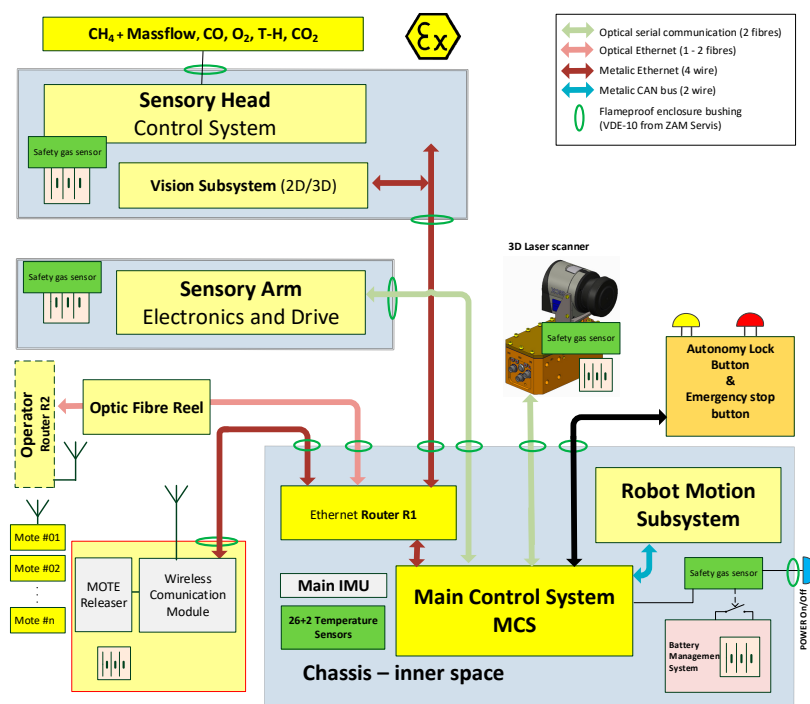 CH4 + Massflow, CO, O2, T-H, CO2
Ex
Optical serial communication (2 fibres)
Optical Ethernet (1 - 2 fibres)
Metalic Ethernet (4 wire)
Metalic CAN bus (2 wire)
Flameproof enclosure bushing
(VDE-10 from ZAM Servis)
Sensory Head
Control System
Safety gas sensor
Vision Subsystem (2D/3D)
3D Laser scanner
Safety gas sensor
Sensory Arm
Electronics and Drive
Safety gas sensor
Autonomy Lock
Button
&
Emergency stop
button
Operator
Router R2
Optic Fibre Reel
Ethernet Router R1
Robot Motion
Subsystem
Mote #01
Mote #02
Mote #n
MOTE
Releaser
Wireless
Comunication
Module
Main IMU
26+2 Temperature
Sensors
Main Control System
MCS
Safety gas sensor
POWER On/Off
Battery
Management
System
Chassis – inner space